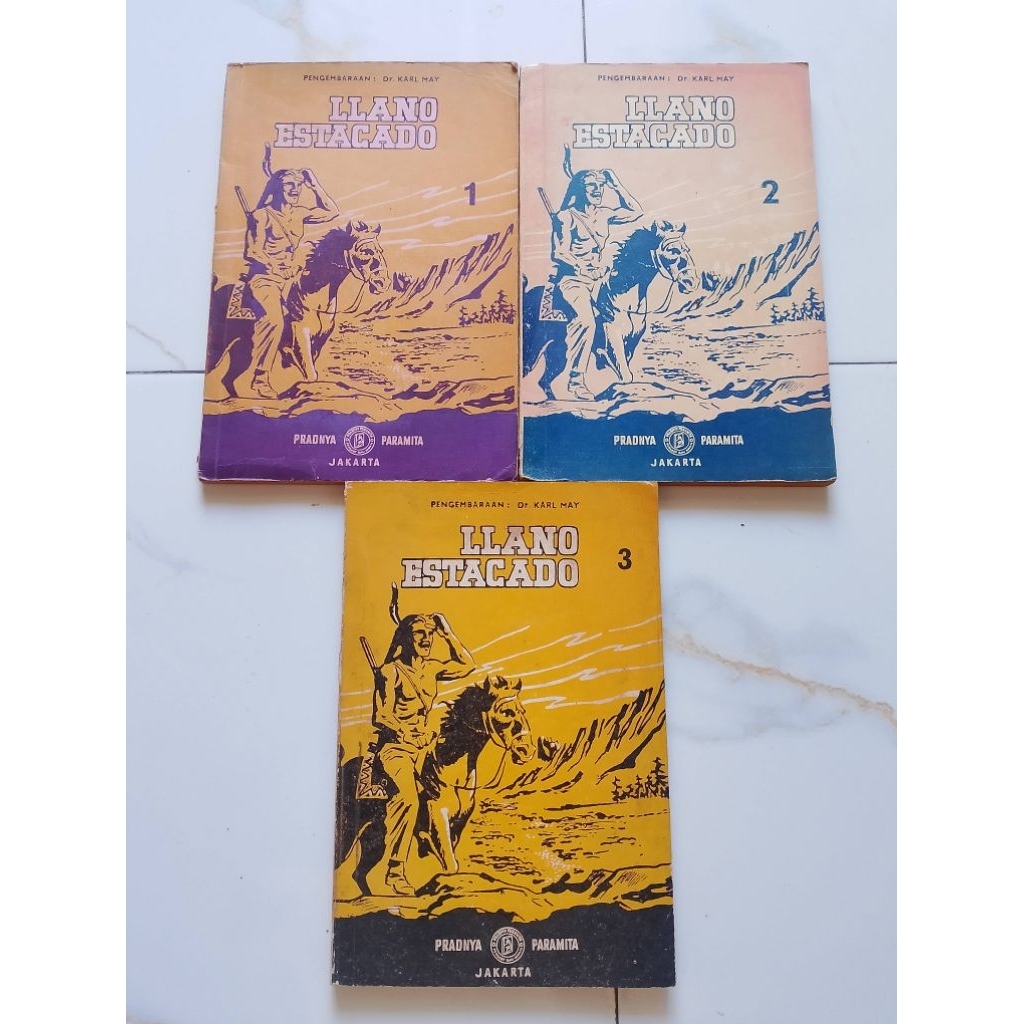 PENGEMBARAAN : Dr. KARL MAY
LLANO
ESTACADO
1
PRADNYA PARAMITA
JAKARTA
PENGEMBARAAN : Dr. KARL MAY
LLANO
ESTACADO
2
PRADNYA PARAMITA
JAKARTA
PENGEMBARAAN : Dr. KARL MAY
LLANO
ESTACADO
3
PRADNYA PARAMITA
JAKARTA